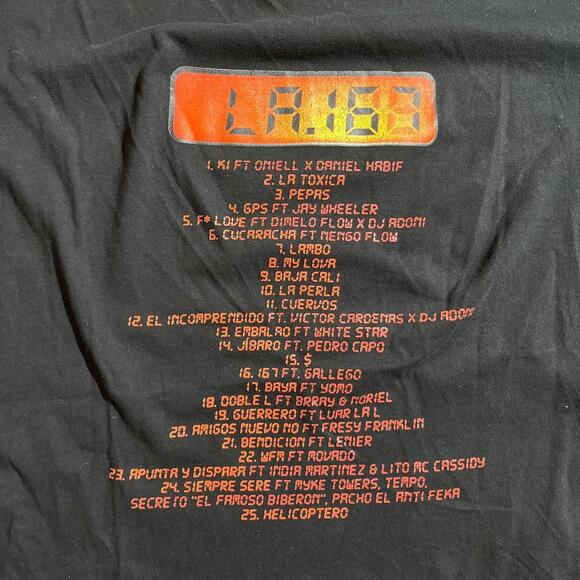 LA.167
1. KI FT ONIELL X DANIEL HABIF
2. LA TOXICA
3. PEPAS
4. GPS FT JAY WHEELER
5. F* LOVE FT DIMELO FLOW X DJ ADONI
6. CUCARACHA FT NENGO FLOW
7. LAMBO
8. MY LOVA
9. BAJA CALI
10. LA PERLA
11. CUERVOS
12. EL INCOMPRENDIDO FT. VICTOR CARDENAS X DJ ADONI
13. EMBALAO FT WHITE STAR
14. JÍBARO FT. PEDRO CAPO
15. $
16. 167 FT. GALLEGO
17. BAYA FT YOMO
18. DOBLE L FT BRRAY & NORIEL
19. GUERRERO FT LUAR LA L
20. AMIGOS NUEVO NO FT FRESY FRANKLIN
21. BENDICION FT LENIER
22. WFM FT MOVADO
23. APUNTA Y DISPARA FT INDIA MARTINEZ & LITO MC CASSIDY
24. SIEMPRE SERE FT MYKE TOWERS, TEMPO,
SECRETO "EL FAMOSO BIBERON", PACHO EL ANTI FEKA
25. HELICOPTERO